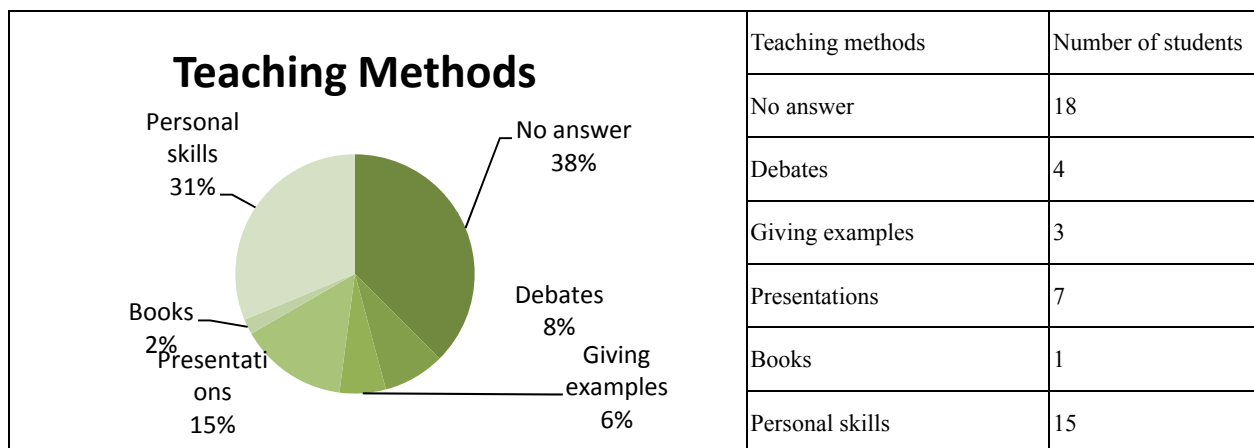 Teaching Methods
Personal
skills
31%
No answer
38%
Debates
8%
Giving
examples
6%
Books
2%
Presentati
ons
15%
Teaching methods Number of students
No answer 18
Debates 4
Giving examples 3
Presentations 7
Books 1
Personal skills 15